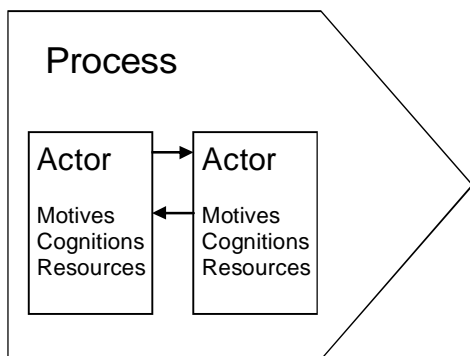 Process
Actor
Motives
Cognitions
Resources
Actor
Motives
Cognitions
Resources